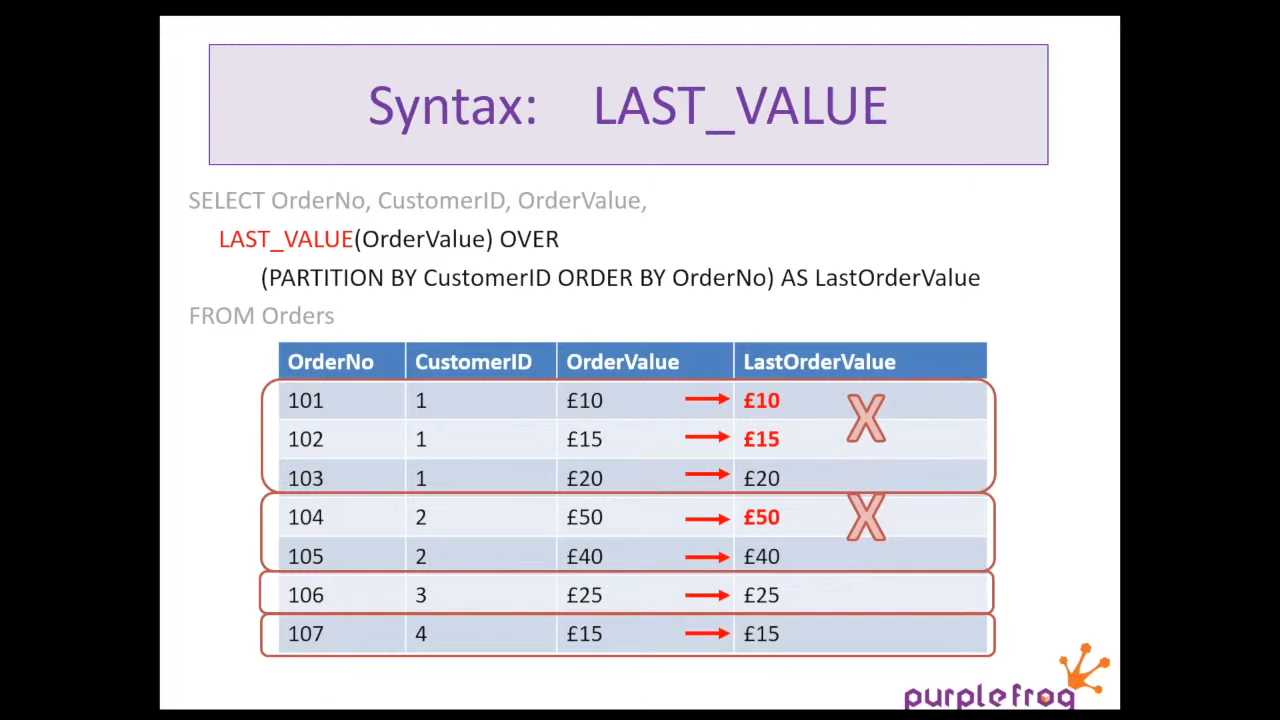 Syntax: LAST_VALUE
SELECT OrderNo, CustomerID, OrderValue,
LAST_VALUE(OrderValue) OVER
(PARTITION BY CustomerID ORDER BY OrderNo) AS LastOrderValue
FROM Orders
OrderNo CustomerID OrderValue LastOrderValue
101 1 £10 £10
102 1 £15 £15
103 1 £20 £20
104 2 £50 £50
105 2 £40 £40
106 3 £25 £25
107 4 £15 £15
X
X
purplefrog